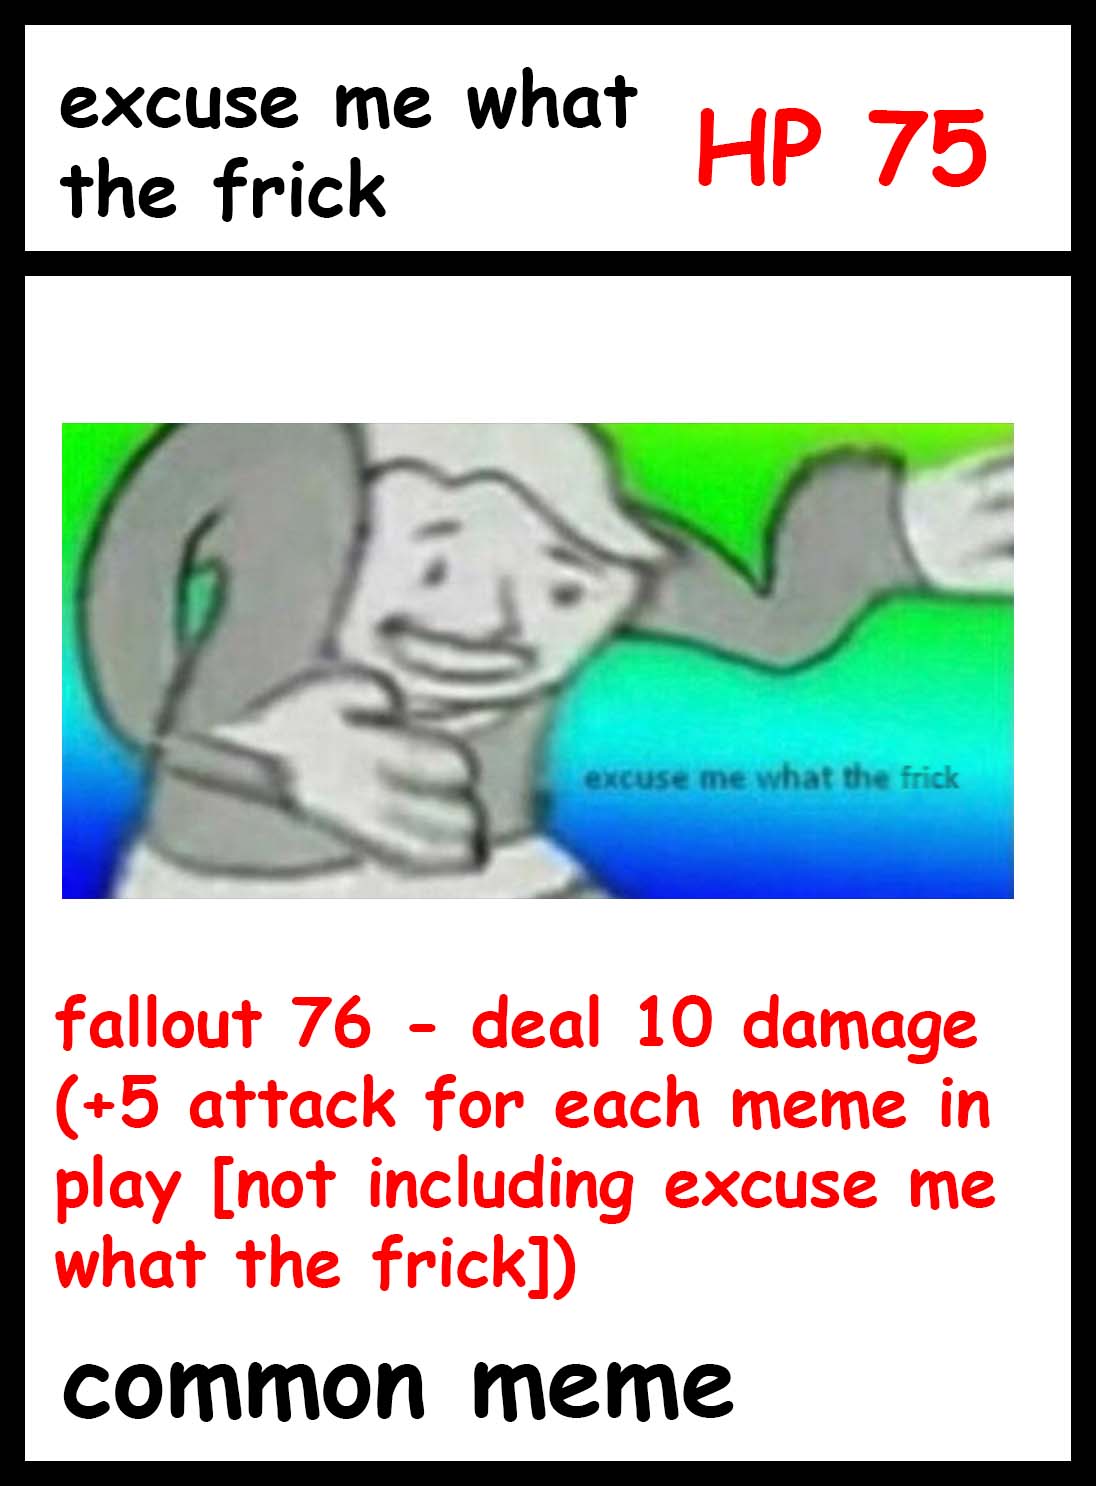 excuse me what
the frick
HP 75
excuse me what the frick
fallout 76 - deal 10 damage
(+5 attack for each meme in
play [not including excuse me
what the frick])
common meme